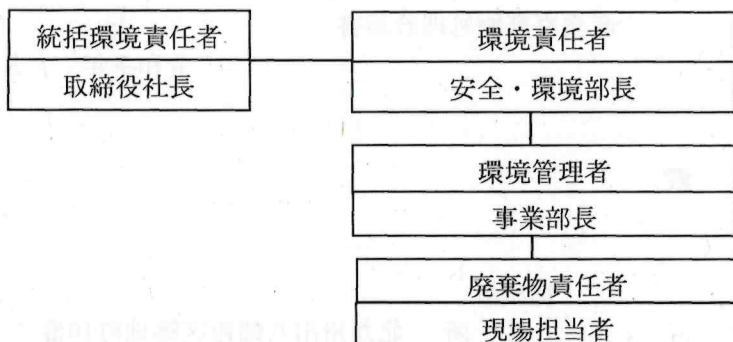 統括環境責任者
取締役社長
環境責任者
安全・環境部長
環境管理者
事業部長
廃棄物責任者
現場担当者